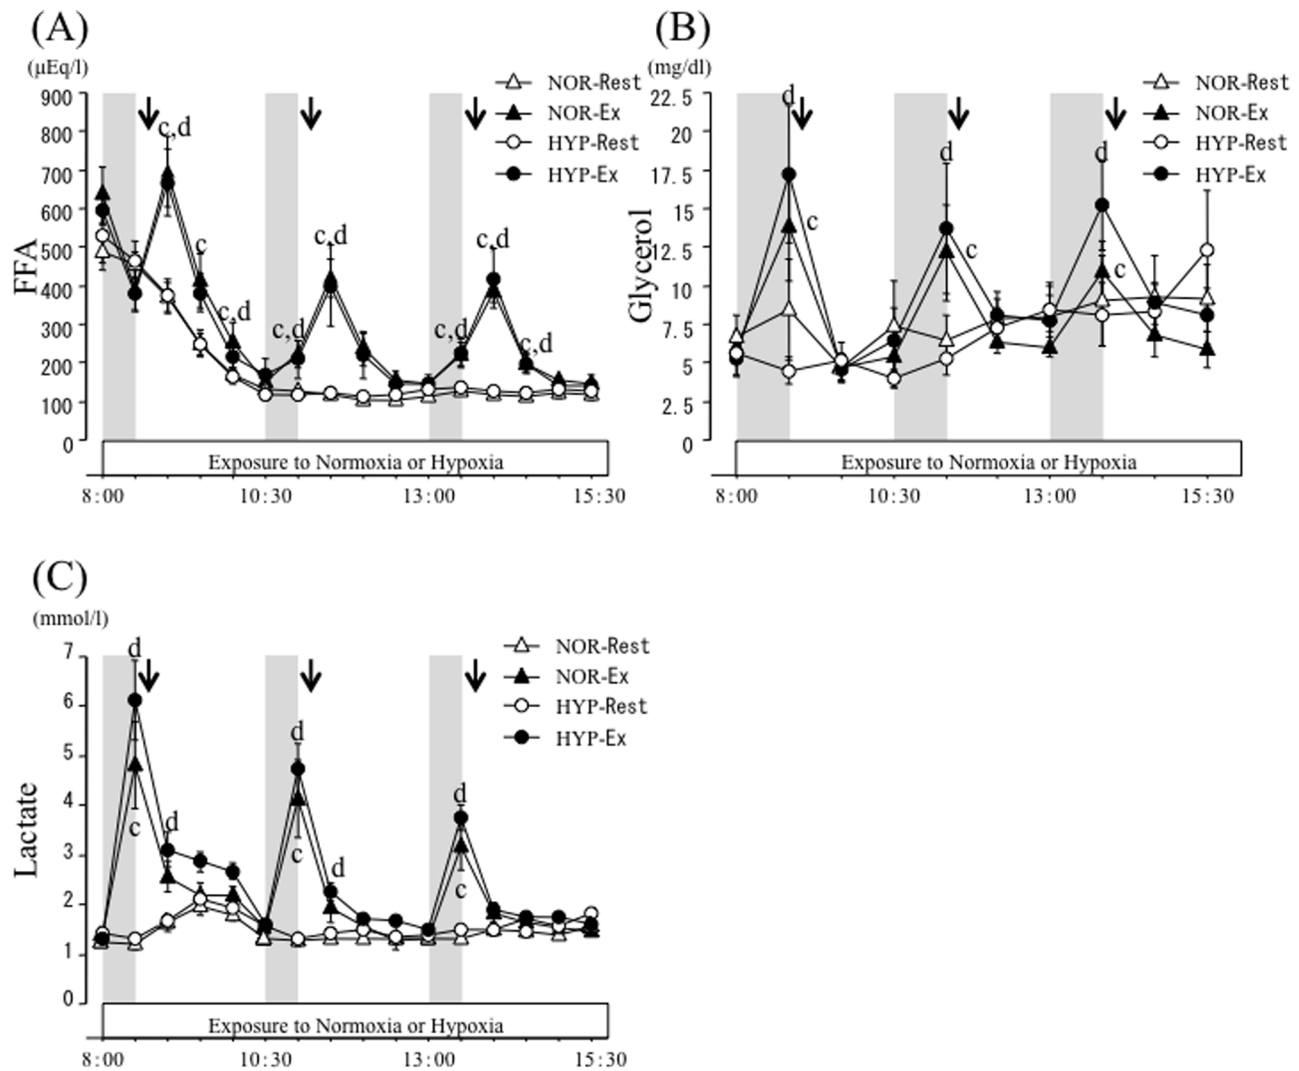 (A)
(μEq/l)
NOR-Rest
NOR-Ex
HYP-Rest
HYP-Ex
FFA
900
800
700
600
500
400
300
200
100
0
c,d
c
c,d
c,d
c,d
c,d
c,d
c,d
Exposure to Normoxia or Hypoxia
8:00 10:30 13:00 15:30
(B)
(mg/dl)
NOR-Rest
NOR-Ex
HYP-Rest
HYP-Ex
Glycerol
22.5
20
17.5
15
12.5
10
7.5
5
2.5
0
d
c
d
c
d
c
Exposure to Normoxia or Hypoxia
8:00 10:30 13:00 15:30
(C)
(mmol/l)
NOR-Rest
NOR-Ex
HYP-Rest
HYP-Ex
Lactate
7
6
5
4
3
2
1
0
d
c
d
d
c
d
d
c
Exposure to Normoxia or Hypoxia
8:00 10:30 13:00 15:30